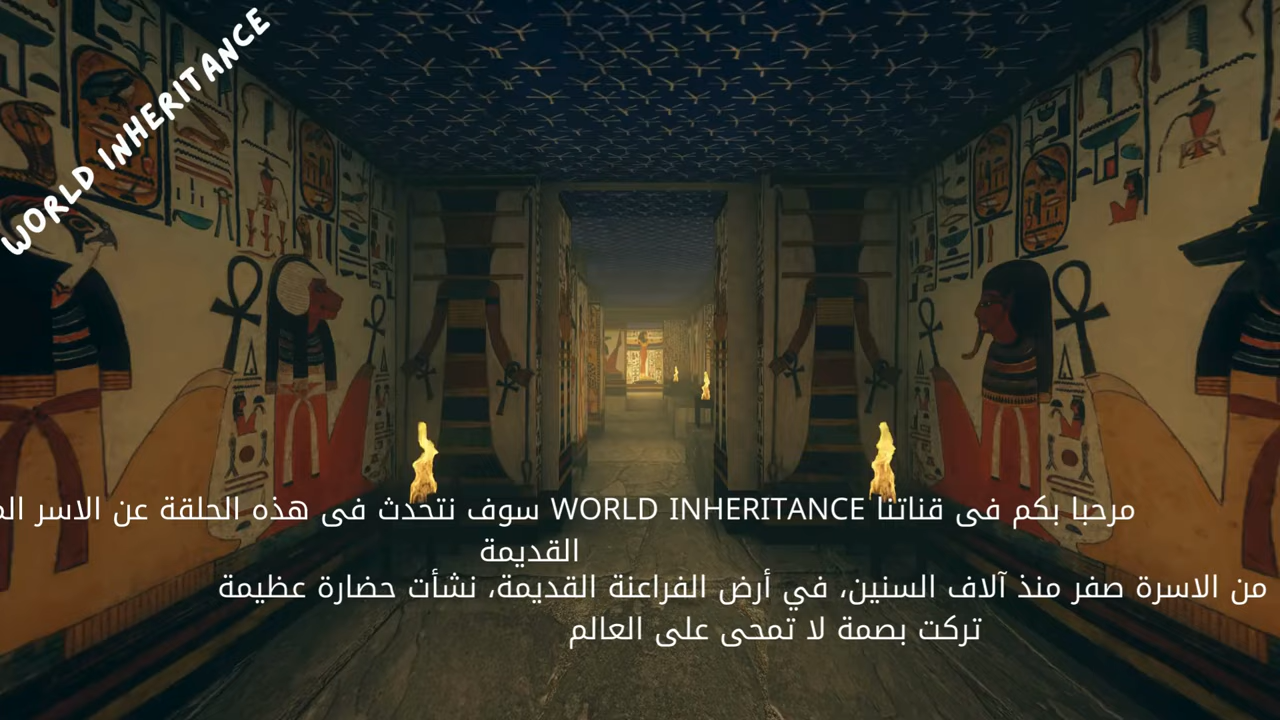 WORLD INHERITANCE
مرحبا بكم فى قناتنا WORLD INHERITANCE سوف نتحدث فى هذه الحلقة عن الاسر
القديمة
من الاسرة صفر منذ آلاف السنين، في أرض الفراعنة القديمة، نشأت حضارة عظيمة
تركت بصمة لا تمحى على العالم